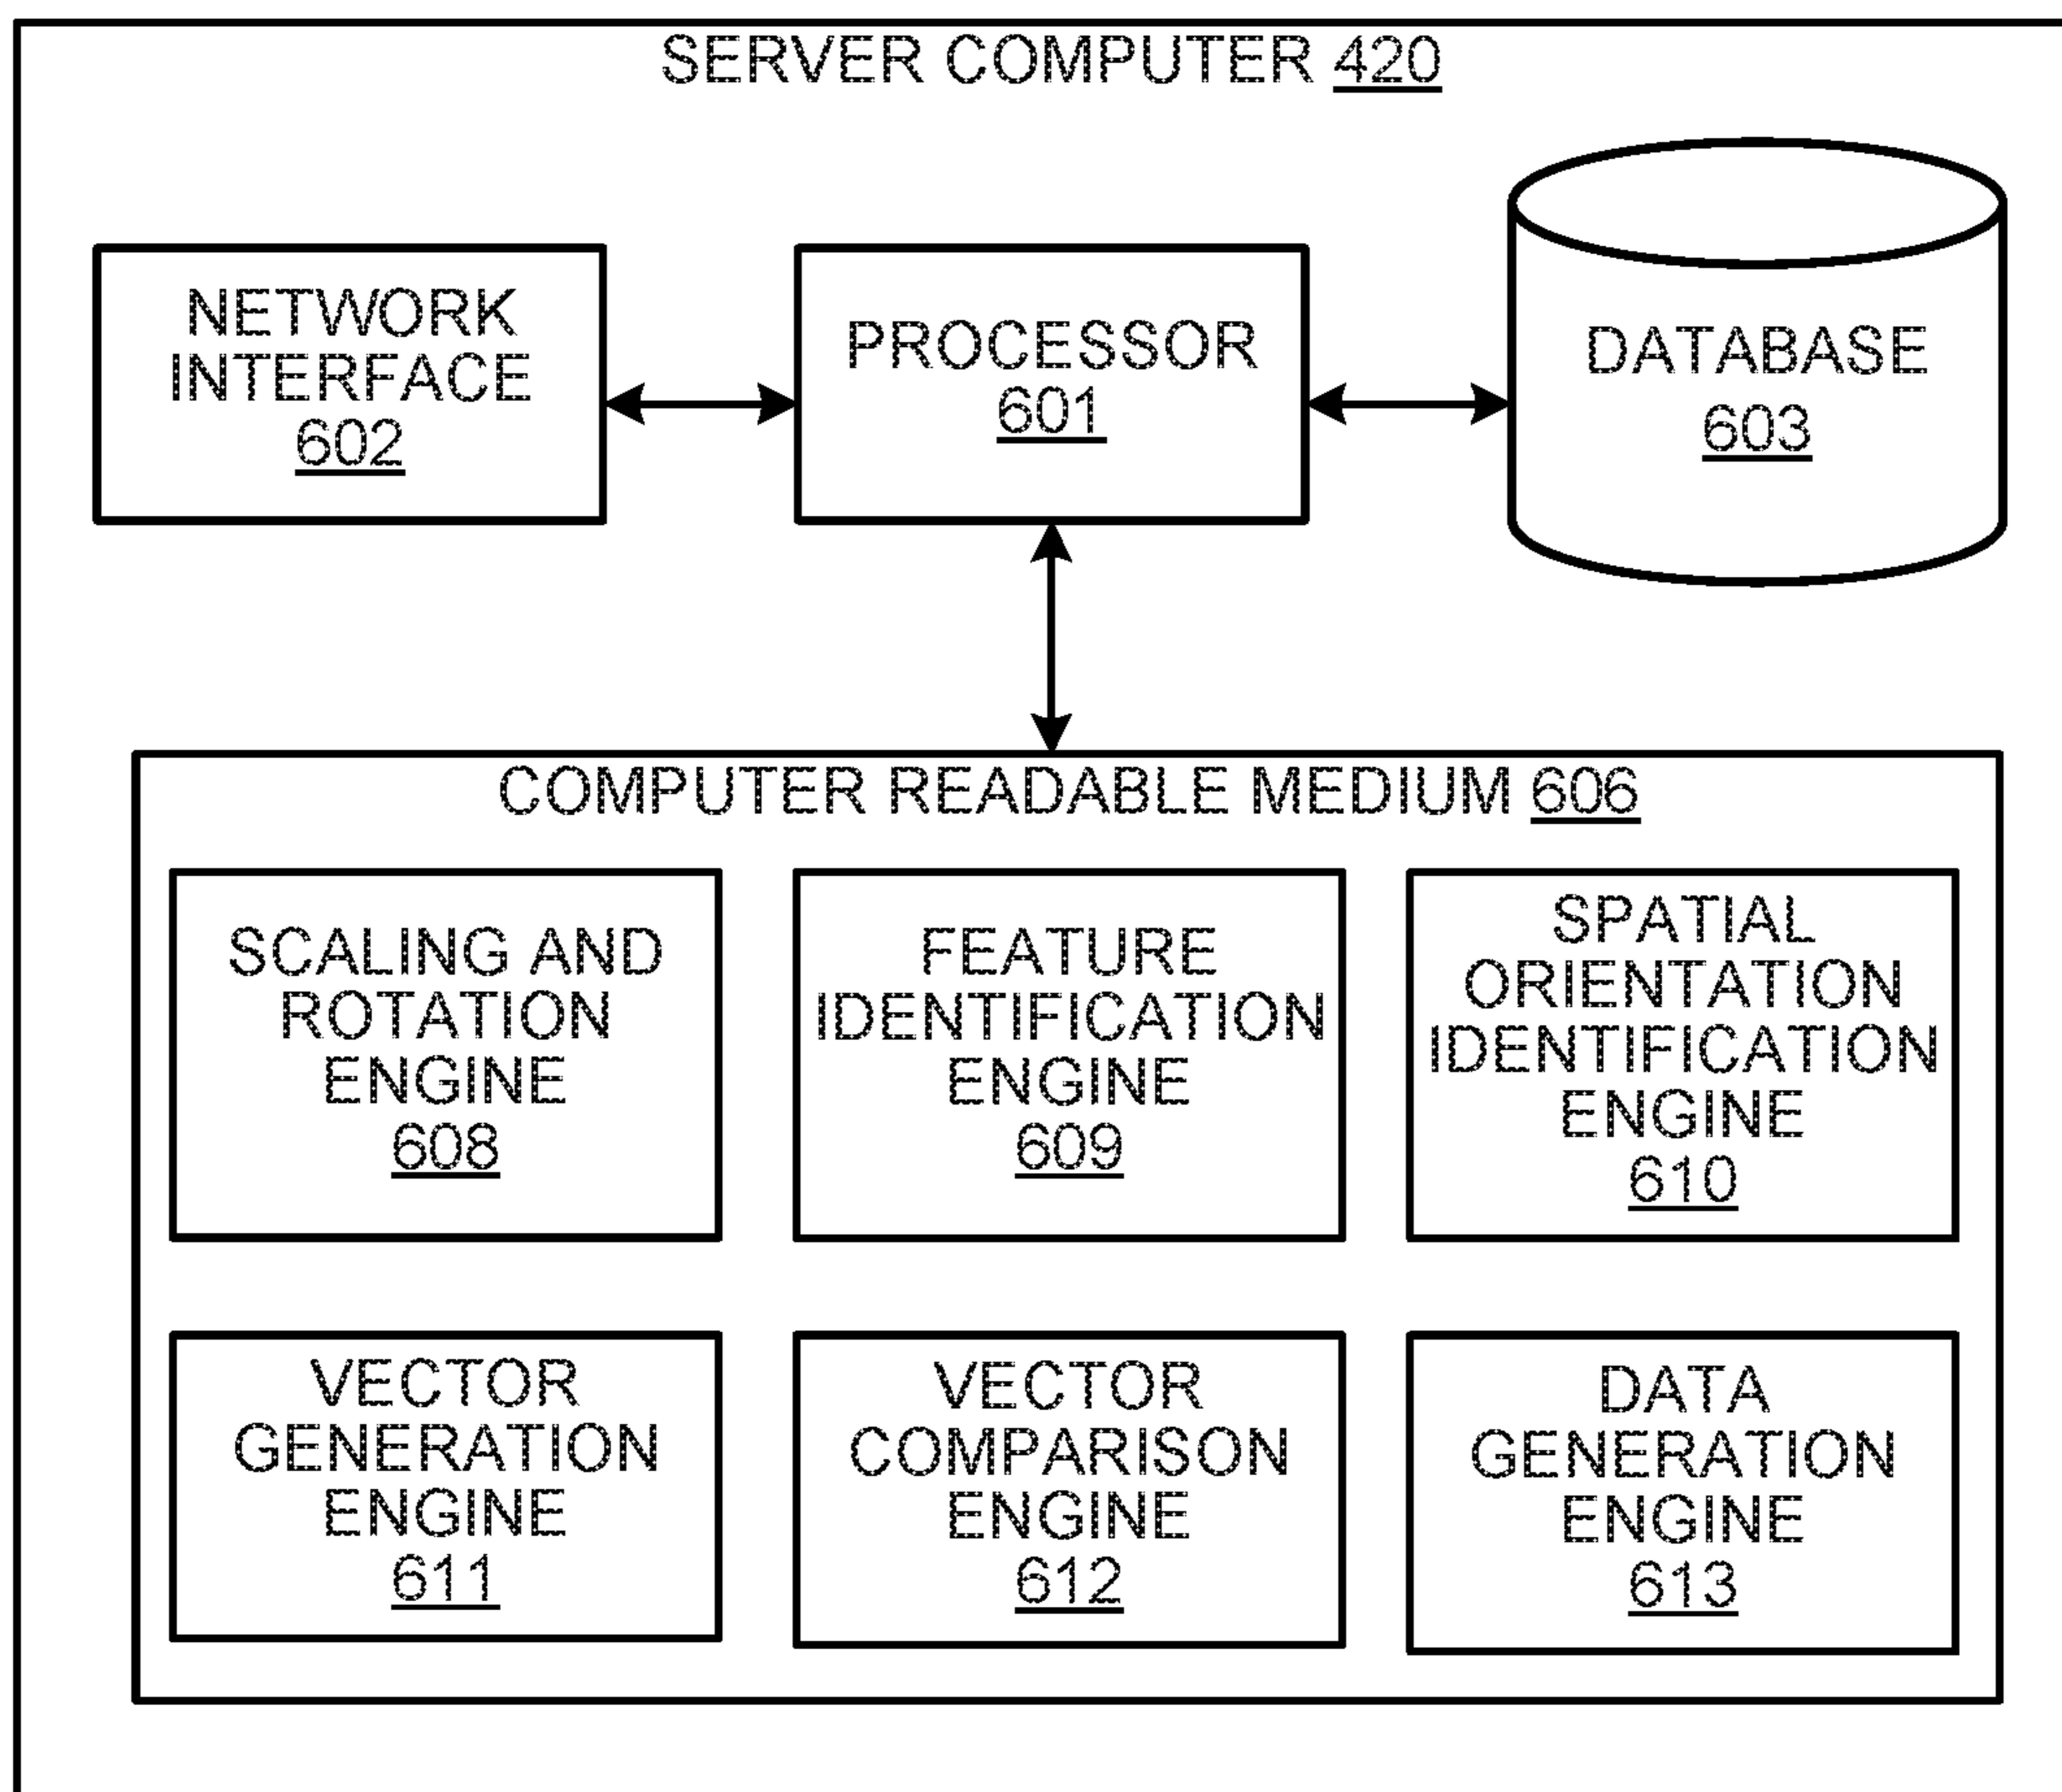 SERVER COMPUTER 420
NETWORK
INTERFACE
602
PROCESSOR
601
DATABASE
603
COMPUTER READABLE MEDIUM 606
SCALING AND
ROTATION
ENGINE
608
FEATURE
IDENTIFICATION
ENGINE
609
SPATIAL
ORIENTATION
IDENTIFICATION
ENGINE
610
VECTOR
GENERATION
ENGINE
611
VECTOR
COMPARISON
ENGINE
612
DATA
GENERATION
ENGINE
613